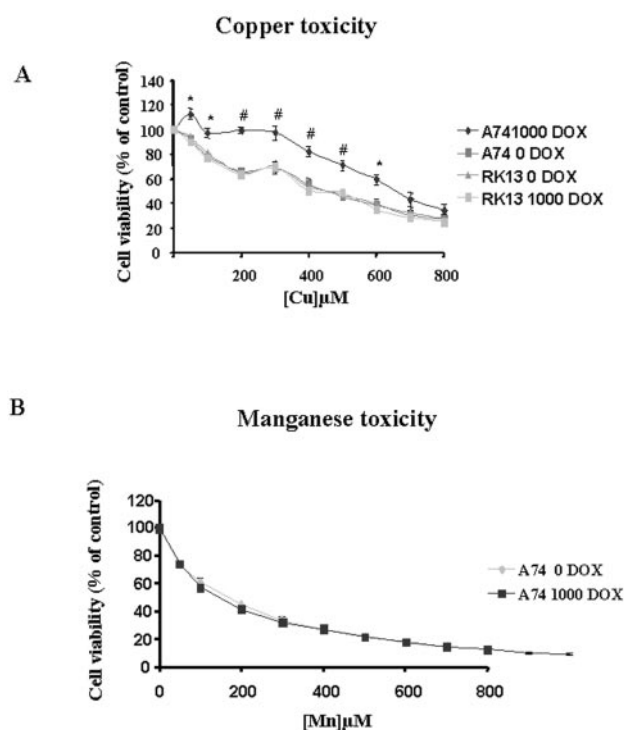 Copper toxicity
A
Cell viability (% of control)
140
120
100
80
60
40
20
0
* * # # # # *
200 400 600 800
[Cu]µM
A741000 DOX
A74 0 DOX
RK13 0 DOX
RK13 1000 DOX
B
Manganese toxicity
Cell viability (% of control)
120
100
80
60
40
20
0
0 200 400 600 800
[Mn]µM
A74 0 DOX
A74 1000 DOX